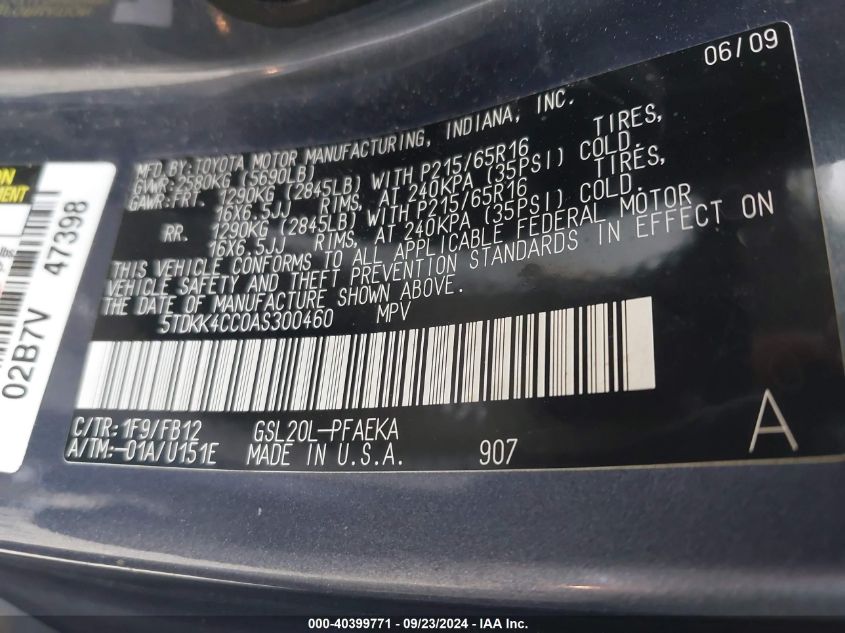 06/09
MFD.BY:TOYOTA MOTOR MANUFACTURING, INDIANA, INC.
GVWR:2580KG (5690LB)
GAWR:FRT. 1290KG (2845LB) WITH P215/65R16 TIRES,
16X6.5JJ RIMS, AT 240KPA (35PSI) COLD.
RR. 1290KG (2845LB) WITH P215/65R16 TIRES,
16X6.5JJ RIMS, AT 240KPA (35PSI) COLD.
THIS VEHICLE CONFORMS TO ALL APPLICABLE FEDERAL MOTOR
VEHICLE SAFETY AND THEFT PREVENTION STANDARDS IN EFFECT ON
THE DATE OF MANUFACTURE SHOWN ABOVE.
5TDKK4CC0AS300460 MPV
C/TR: 1F9/FB12 GSL20L-PFAEKA
A/TM:-01A/U151E MADE IN U.S.A. 907
A
02B7V 47398
lbs.
000-40399771 - 09/23/2024 - IAA Inc.